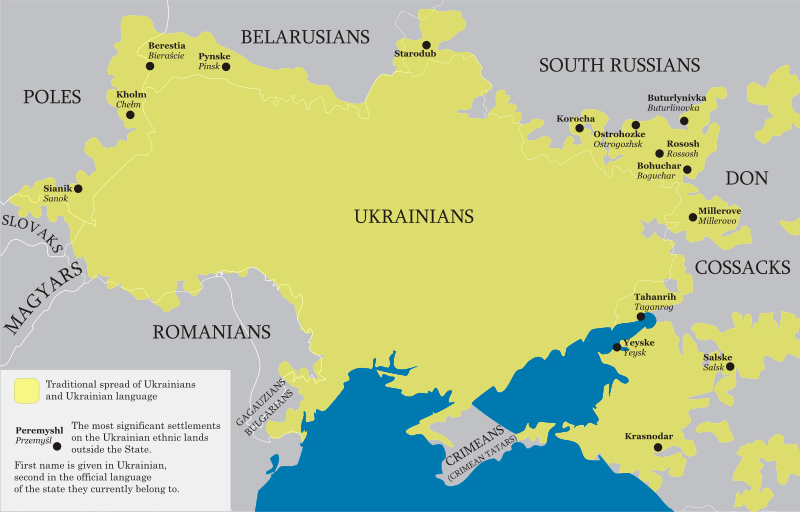 BELARUSIANS
Berestia
Bieraście
Pynske
Pinsk
Starodub
SOUTH RUSSIANS
POLES
Kholm
Chełm
Buturlynivka
Buturlinovka
Korocha
Ostrohozke
Ostrogozhsk
Rososh
Rossosh
Bohuchar
Boguchar
DON
Sianik
Sanok
UKRAINIANS
Millerove
Millerovo
SLOVAKS
COSSACKS
MAGYARS
Tahanrih
Taganrog
ROMANIANS
Yeyske
Yeysk
Salske
Salsk
GAGAUZIANS
BULGARIANS
Krasnodar
CRIMEANS
(CRIMEAN TATARS)
Traditional spread of Ukrainians
and Ukrainian language
Peremyshl
Przemyśl
The most significant settlements
on the Ukrainian ethnic lands
outside the State.
First name is given in Ukrainian,
second in the official language
of the state they currently belong to.